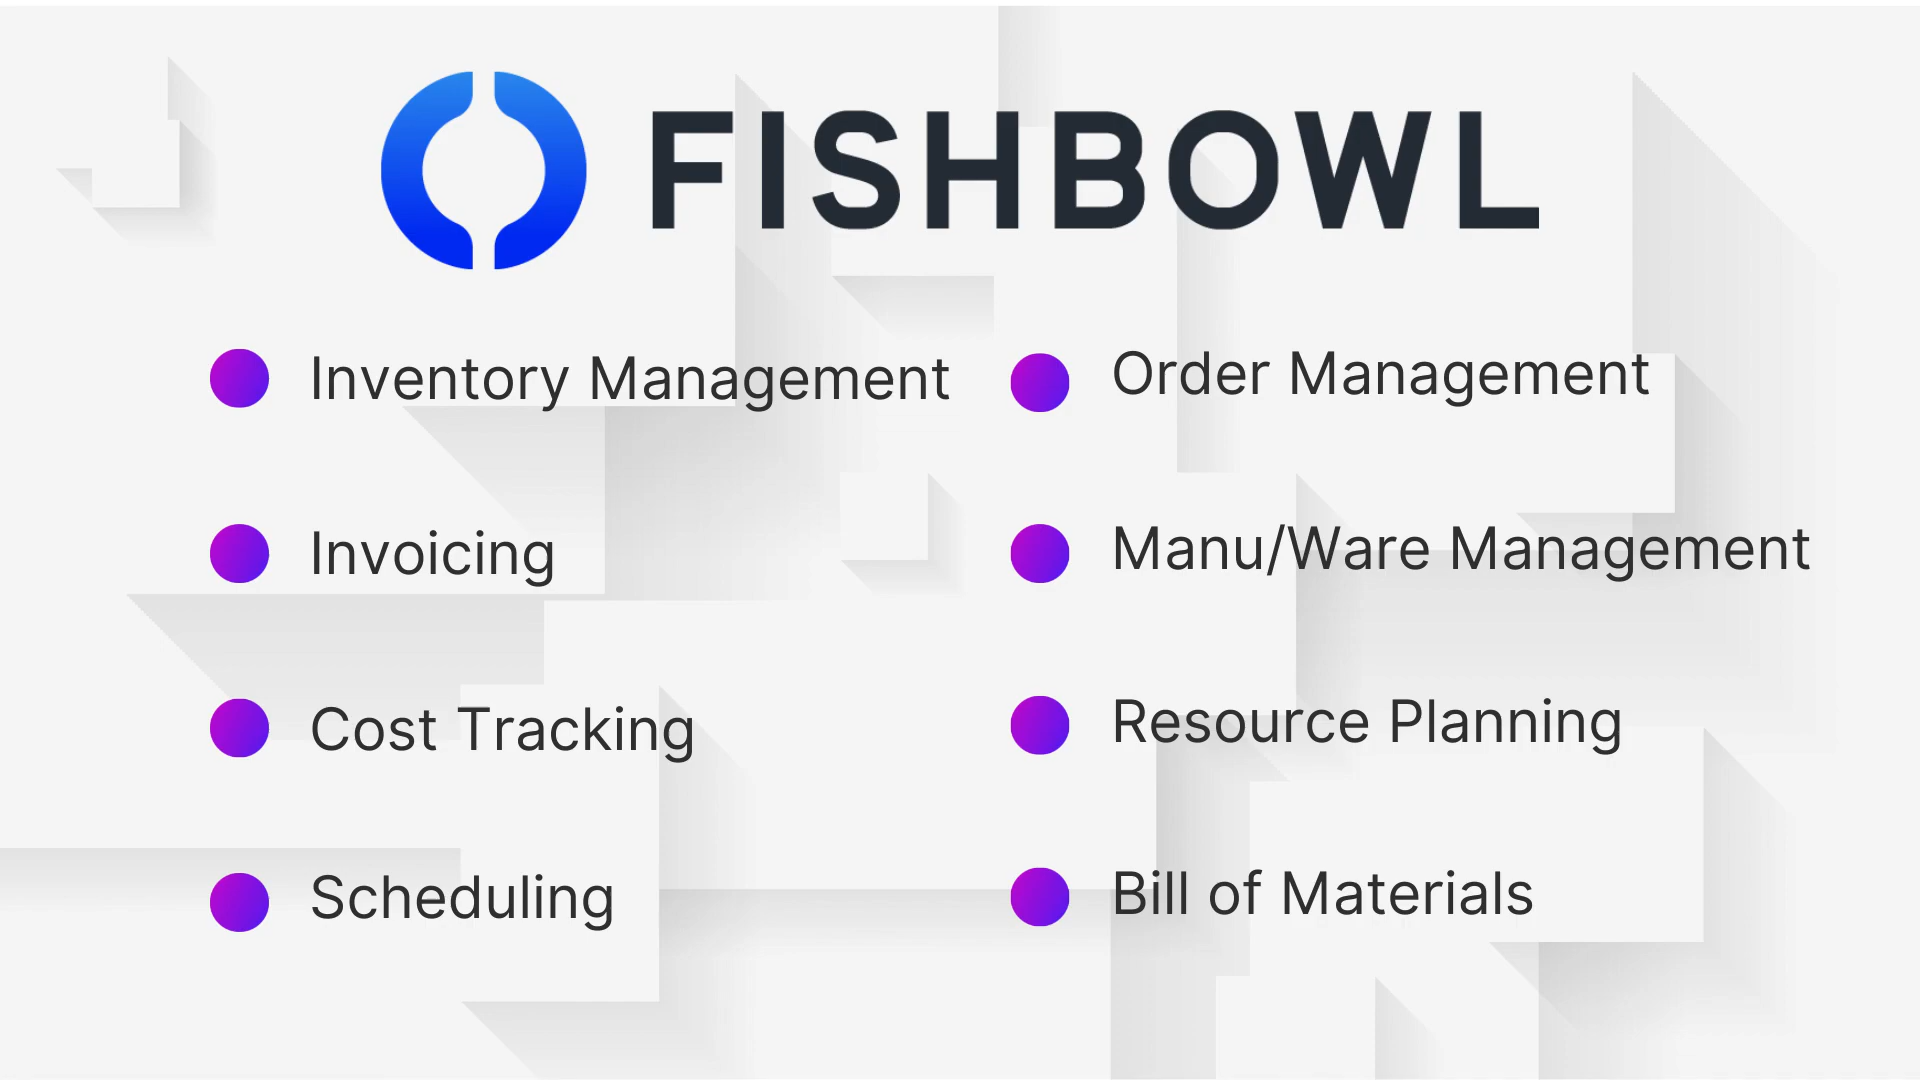 FISHBOWL
Inventory Management
Invoicing
Cost Tracking
Scheduling
Order Management
Manu/Ware Management
Resource Planning
Bill of Materials